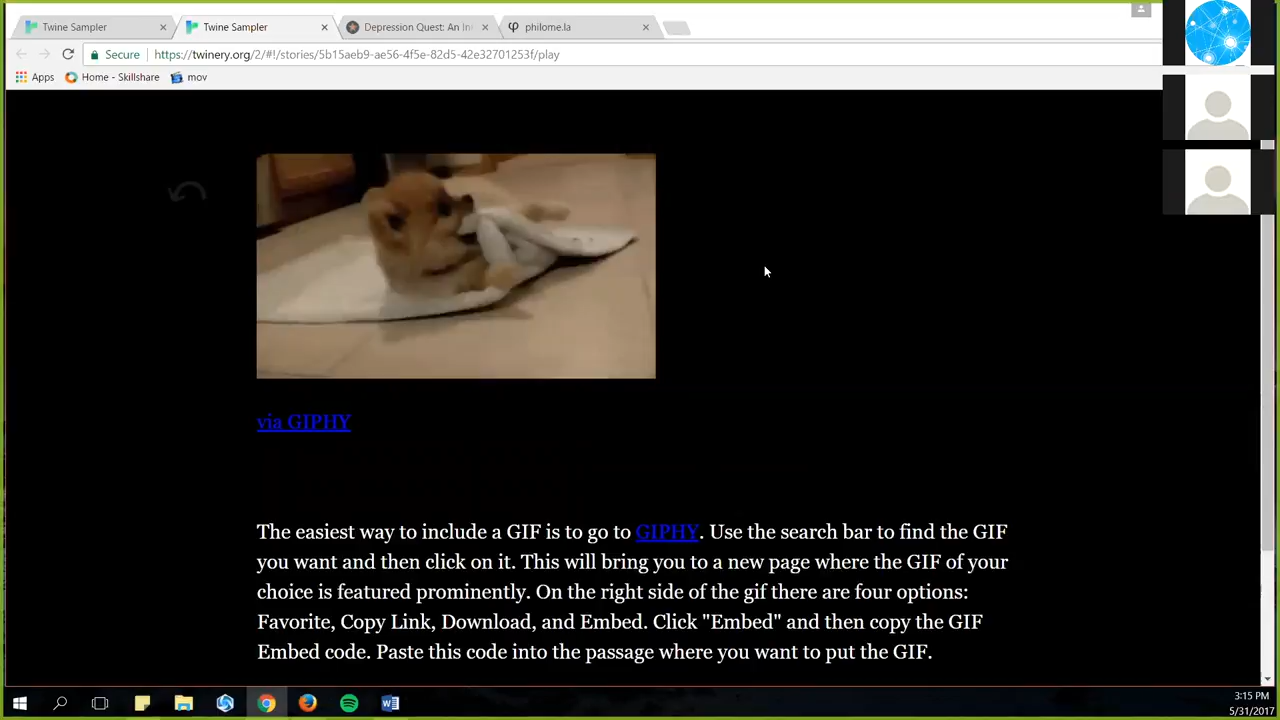 Twine Sampler
Twine Sampler
Depression Quest: An In
philome.la
Secure
https://twinery.org/2/#!/stories/5b15aeb9-ae56-4f5e-82d5-42e32701253f/play
Apps
Home - Skillshare
mov
via GIPHY
The easiest way to include a GIF is to go to GIPHY. Use the search bar to find the GIF
you want and then click on it. This will bring you to a new page where the GIF of your
choice is featured prominently. On the right side of the gif there are four options:
Favorite, Copy Link, Download, and Embed. Click "Embed" and then copy the GIF
Embed code. Paste this code into the passage where you want to put the GIF.
3:15 PM
5/31/2017